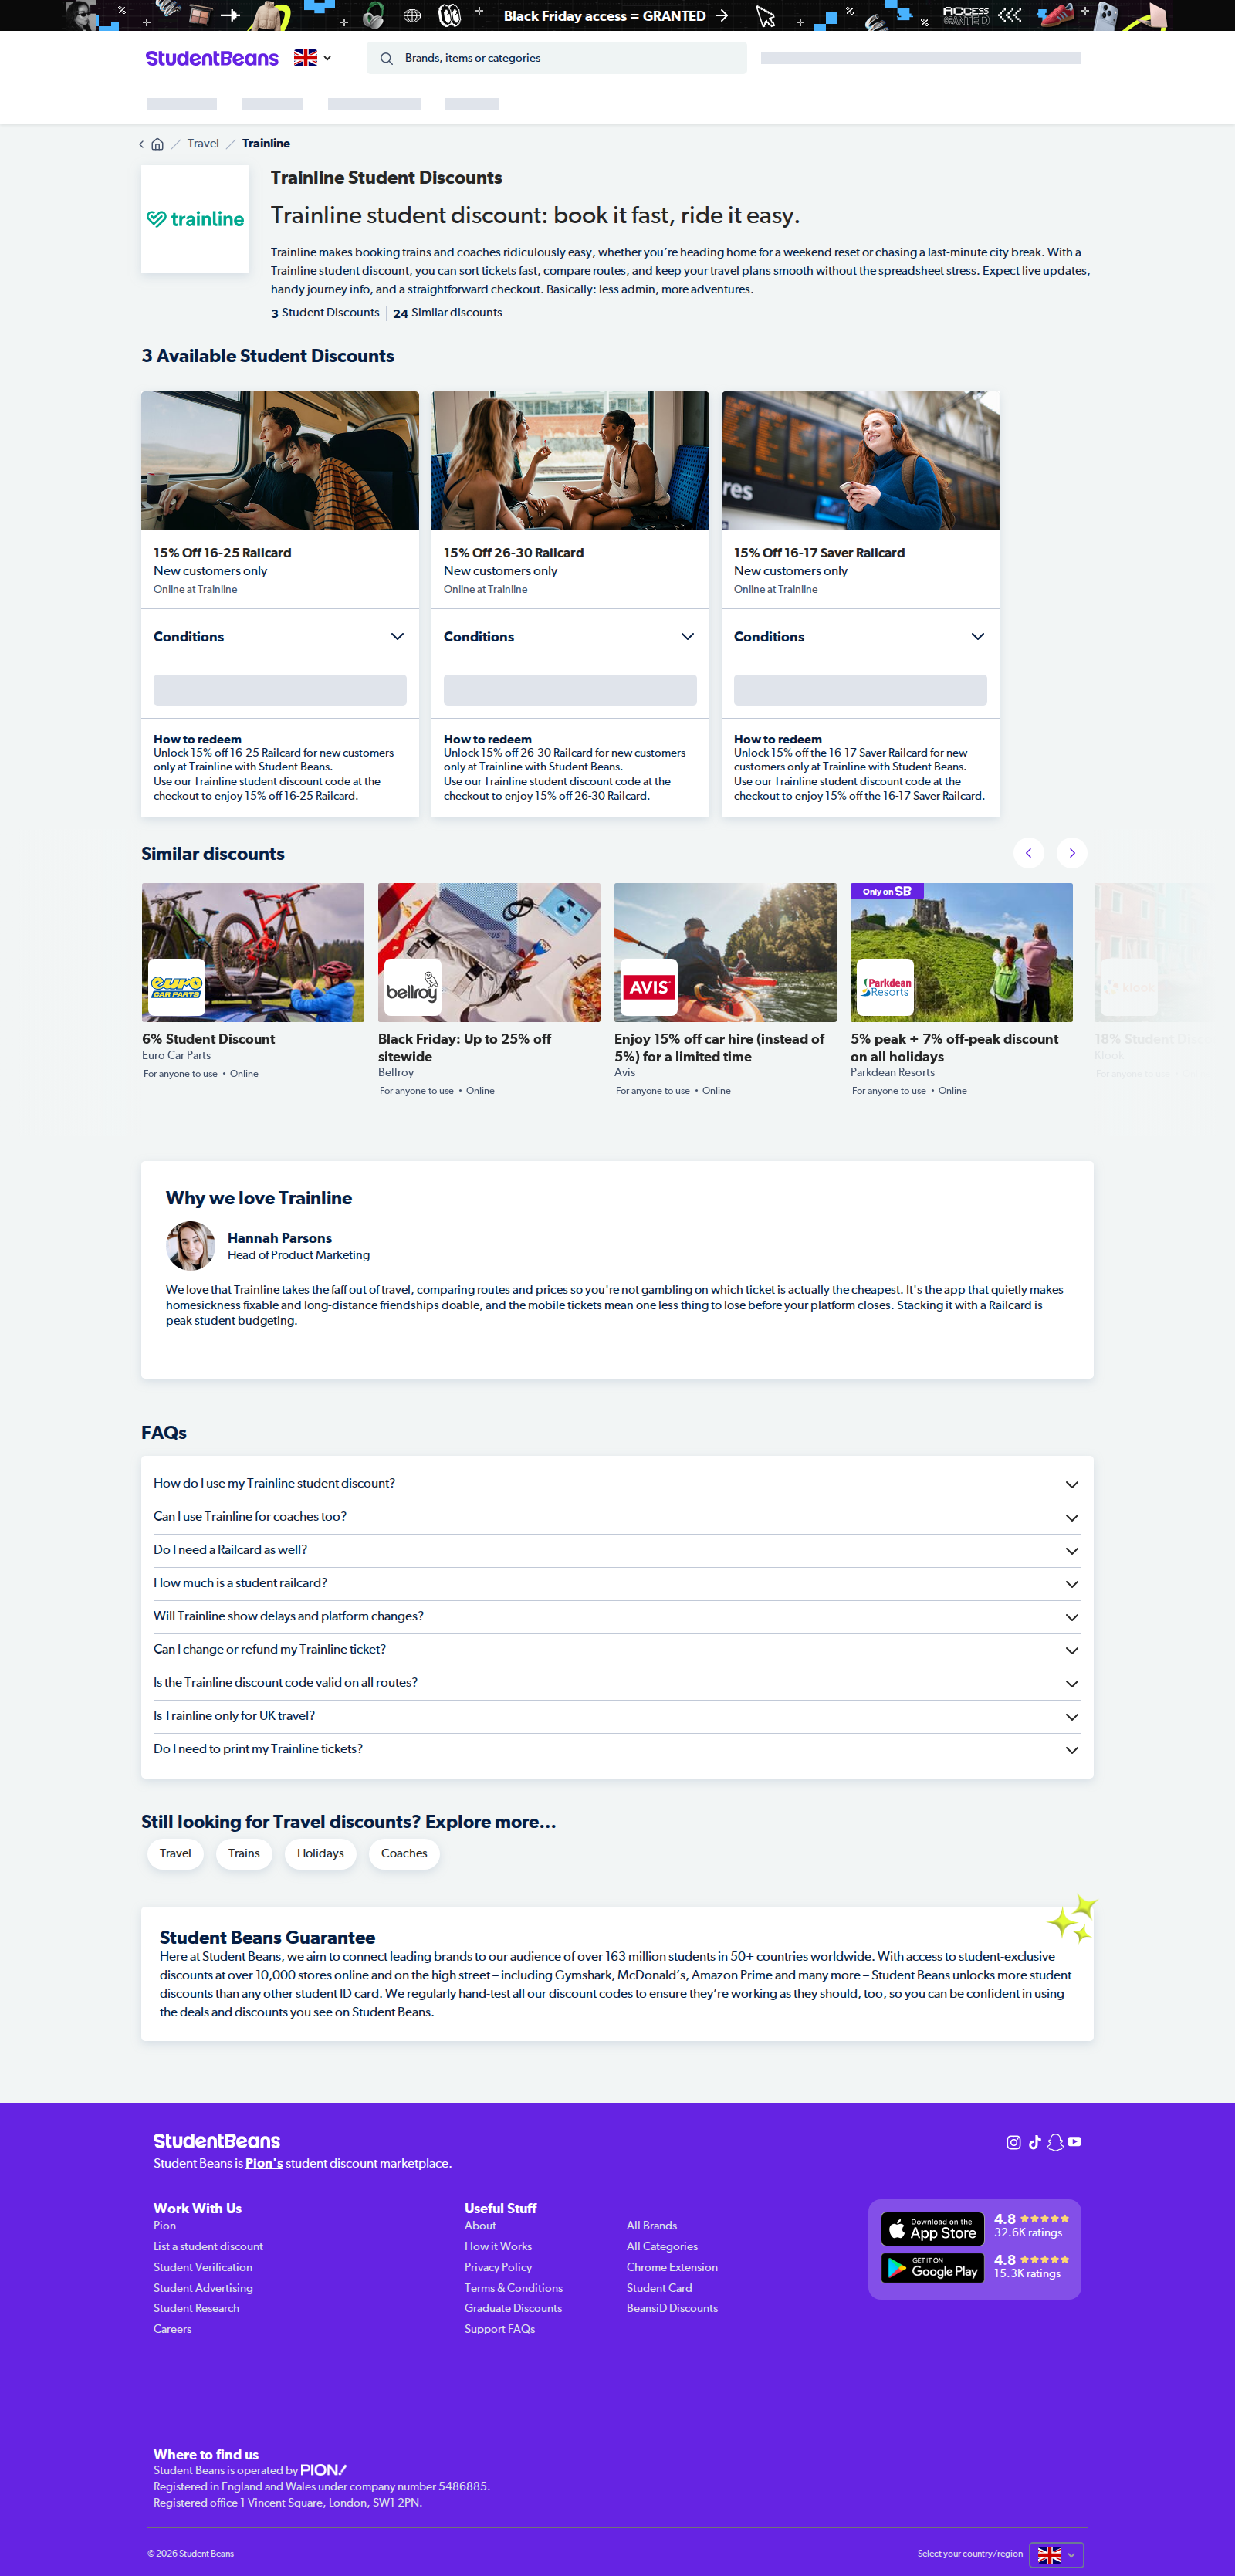 Black Friday access = GRANTED
ACCESS
GRANTED
StudentBeans
Brands, items or categories
Travel
Trainline
trainline
Trainline Student Discounts
Trainline student discount: book it fast, ride it easy.
Trainline makes booking trains and coaches ridiculously easy, whether you're heading home for a weekend reset or chasing a last-minute city break. With a
Trainline student discount, you can sort tickets fast, compare routes, and keep your travel plans smooth without the spreadsheet stress. Expect live updates,
handy journey info, and a straightforward checkout. Basically: less admin, more adventures.
3 Student Discounts
24 Similar discounts
3 Available Student Discounts
res
15% Off 16-25 Railcard
New customers only
Online at Trainline
Conditions
How to redeem
Unlock 15% off 16-25 Railcard for new customers
only at Trainline with Student Beans.
Use our Trainline student discount code at the
checkout to enjoy 15% off 16-25 Railcard.
15% Off 26-30 Railcard
New customers only
Online at Trainline
Conditions
How to redeem
Unlock 15% off 26-30 Railcard for new customers
only at Trainline with Student Beans.
Use our Trainline student discount code at the
checkout to enjoy 15% off 26-30 Railcard.
15% Off 16-17 Saver Railcard
New customers only
Online at Trainline
Conditions
How to redeem
Unlock 15% off the 16-17 Saver Railcard for new
customers only at Trainline with Student Beans.
Use our Trainline student discount code at the
checkout to enjoy 15% off the 16-17 Saver Railcard.
Similar discounts
euro
CAR PARTS
6% Student Discount
Euro Car Parts
For anyone to use • Online
bellroy
Black Friday: Up to 25% off
sitewide
Bellroy
For anyone to use • Online
AVIS
Enjoy 15% off car hire (instead of
5%) for a limited time
Avis
For anyone to use • Online
Only on SB
Parkdean
Resorts
5% peak + 7% off-peak discount
on all holidays
Parkdean Resorts
For anyone to use • Online
klook
18% Student
Klook
For anyone to use
Why we love Trainline
Hannah Parsons
Head of Product Marketing
We love that Trainline takes the faff out of travel, comparing routes and prices so you're not gambling on which ticket is actually the cheapest. It's the app that quietly makes
homesickness fixable and long-distance friendships doable, and the mobile tickets mean one less thing to lose before your platform closes. Stacking it with a Railcard is
peak student budgeting.
FAQs
How do I use my Trainline student discount?
Can I use Trainline for coaches too?
Do I need a Railcard as well?
How much is a student railcard?
Will Trainline show delays and platform changes?
Can I change or refund my Trainline ticket?
Is the Trainline discount code valid on all routes?
Is Trainline only for UK travel?
Do I need to print my Trainline tickets?
Still looking for Travel discounts? Explore more...
Travel
Trains
Holidays
Coaches
Student Beans Guarantee
Here at Student Beans, we aim to connect leading brands to our audience of over 163 million students in 50+ countries worldwide. With access to student-exclusive
discounts at over 10,000 stores online and on the high street – including Gymshark, McDonald's, Amazon Prime and many more – Student Beans unlocks more student
discounts than any other student ID card. We regularly hand-test all our discount codes to ensure they're working as they should, too, so you can be confident in using
the deals and discounts you see on Student Beans.
StudentBeans
Student Beans is Pion's student discount marketplace.
Work With Us
Pion
List a student discount
Student Verification
Student Advertising
Student Research
Careers
Useful Stuff
About
How it Works
Privacy Policy
Terms & Conditions
Graduate Discounts
Support FAQs
All Brands
All Categories
Chrome Extension
Student Card
BeansiD Discounts
Download on the
App Store
4.8
32.6K ratings
GET IT ON
Google Play
4.8
15.3K ratings
Where to find us
Student Beans is operated by PION!
Registered in England and Wales under company number 5486885.
Registered office 1 Vincent Square, London, SW1 2PN.
© 2026 Student Beans
Select your country/region